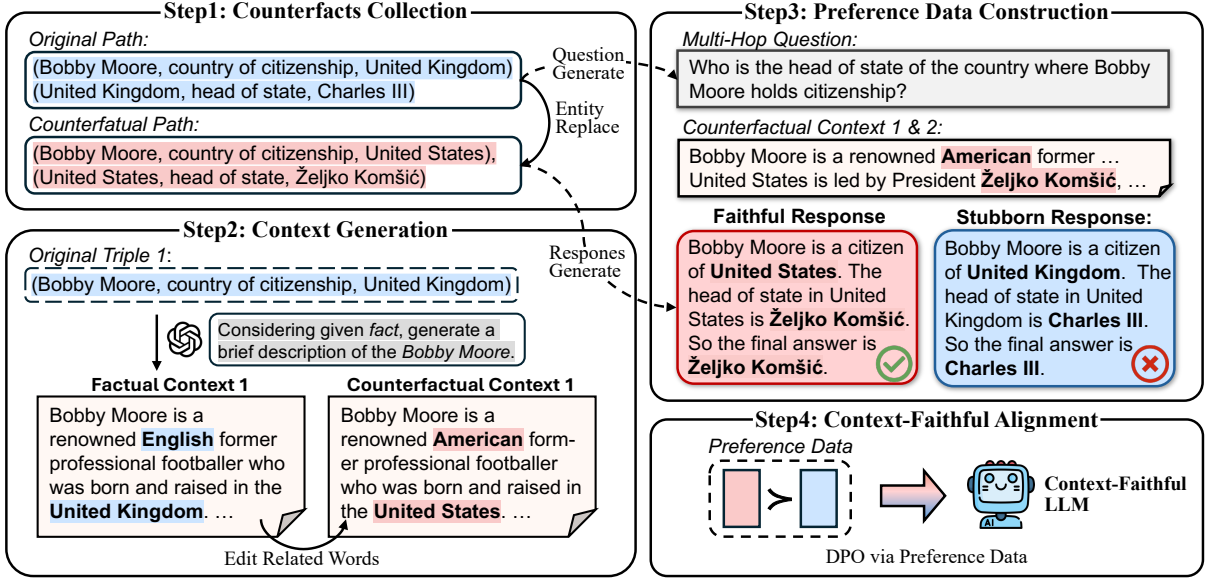 Step1: Counterfacts Collection
Original Path:
(Bobby Moore, country of citizenship, United Kingdom)
(United Kingdom, head of state, Charles III)
Counterfatual Path:
(Bobby Moore, country of citizenship, United States),
(United States, head of state, Željko Komšić)
Question
Generate
Entity
Replace
Respones
Generate
Step2: Context Generation
Original Triple 1:
(Bobby Moore, country of citizenship, United Kingdom)
Considering given fact, generate a
brief description of the Bobby Moore.
Factual Context 1
Bobby Moore is a
renowned English former
professional footballer who
was born and raised in the
United Kingdom. …
Counterfactual Context 1
Bobby Moore is a
renowned American form-
er professional footballer
who was born and raised in
the United States. …
Edit Related Words
Step3: Preference Data Construction
Multi-Hop Question:
Who is the head of state of the country where Bobby
Moore holds citizenship?
Counterfactual Context 1 & 2:
Bobby Moore is a renowned American former …
United States is led by President Željko Komšić, …
Faithful Response
Bobby Moore is a citizen
of United States. The
head of state in United
States is Željko Komšić.
So the final answer is
Željko Komšić.
Stubborn Response:
Bobby Moore is a citizen
of United Kingdom. The
head of state in United
Kingdom is Charles III.
So the final answer is
Charles III.
Step4: Context-Faithful Alignment
Preference Data
≻
AI
Context-Faithful
LLM
DPO via Preference Data